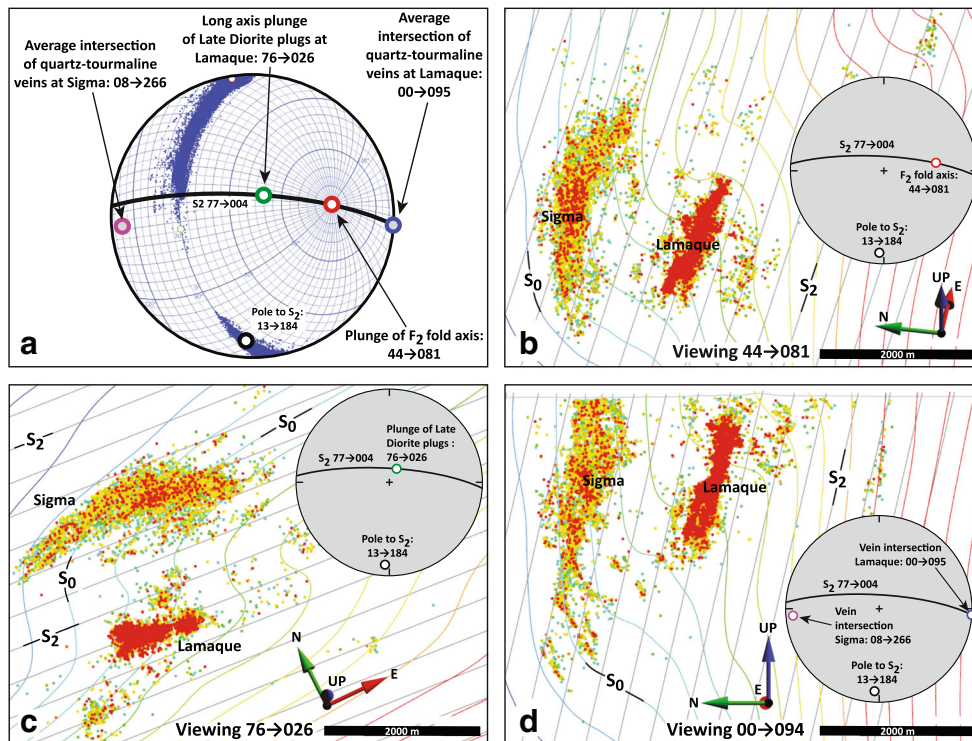 Average intersection
of quartz-tourmaline
veins at Sigma: 08→266
Long axis plunge
of Late Diorite plugs at
Lamaque: 76→026
Average
intersection of
quartz-tourmaline
veins at Lamaque:
00→095
S2 77→004
Pole to S2:
13→184
Plunge of F2 fold axis:
44→081
a
Sigma
Lamaque
S0
S2
S2 77→004
F2 fold axis:
44→081
Pole to S2:
13→184
UP
E
N
b
Viewing 44→081
2000 m
S2
S0
Sigma
S0
S2
Lamaque
Plunge of Late
Diorite plugs :
76→026
S2 77→004
Pole to S2:
13→184
N
UP
E
c
Viewing 76→026
2000 m
Sigma
Lamaque
S2
S0
Vein intersection
Lamaque: 00→095
S2 77→004
Vein
intersection
Sigma: 08→266
Pole to S2:
13→184
UP
N
E
d
Viewing 00→094
2000 m